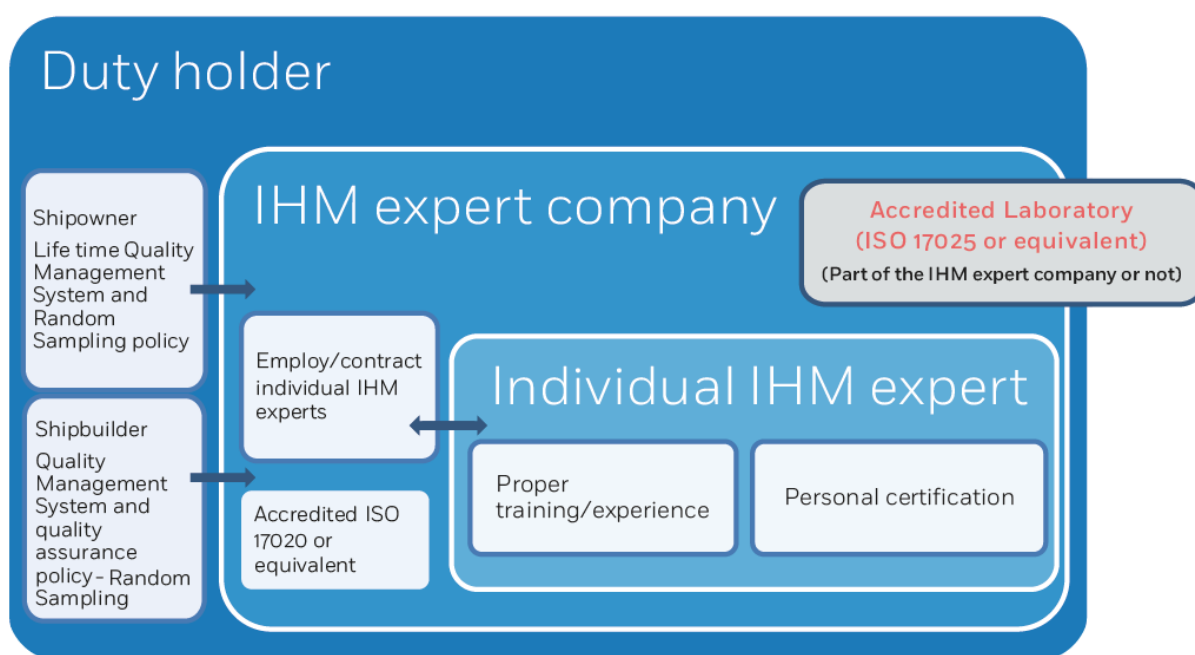 Duty holder
Shipowner
Life time Quality
Management
System and
Random
Sampling policy
Shipbuilder
Quality
Management
System and
quality
assurance
policy - Random
Sampling
IHM expert company
Employ/contract
individual IHM
experts
Accredited ISO
17020 or
equivalent
Accredited Laboratory
(ISO 17025 or equivalent)
(Part of the IHM expert company or not)
Individual IHM expert
Proper
training/experience
Personal certification